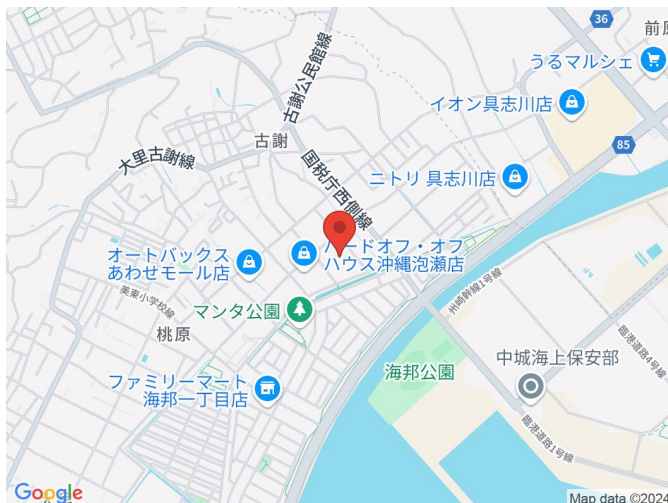 36
前原
うるマルシェ
イオン具志川店
85
古謝公民館線
古謝
大里古謝線
国税庁西側線
ニトリ 具志川店
ハードオフ・オフ
ハウス沖縄泡瀬店
オートバックス
あわせモール店
美東小学校線
マンタ公園
桃原
州崎幹線1号線
臨港道路4号線
中城海上保安部
海邦公園
ファミリーマート
海邦一丁目店
臨港道路1号線
Google
Map data ©2024